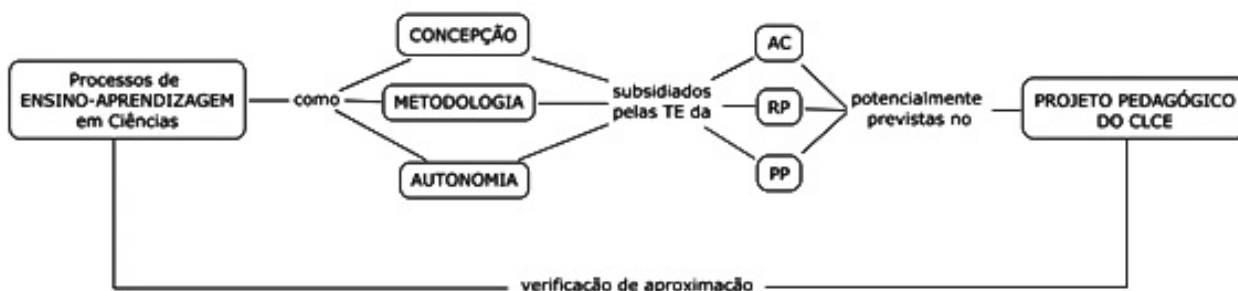 Processos de
ENSINO-APRENDIZAGEM
em Ciências
como
CONCEPÇÃO
METODOLOGIA
AUTONOMIA
subsidiados
pelas TE da
AC
RP
PP
potencialmente
previstas no
PROJETO PEDAGÓGICO
DO CLCE
verificação de aproximação